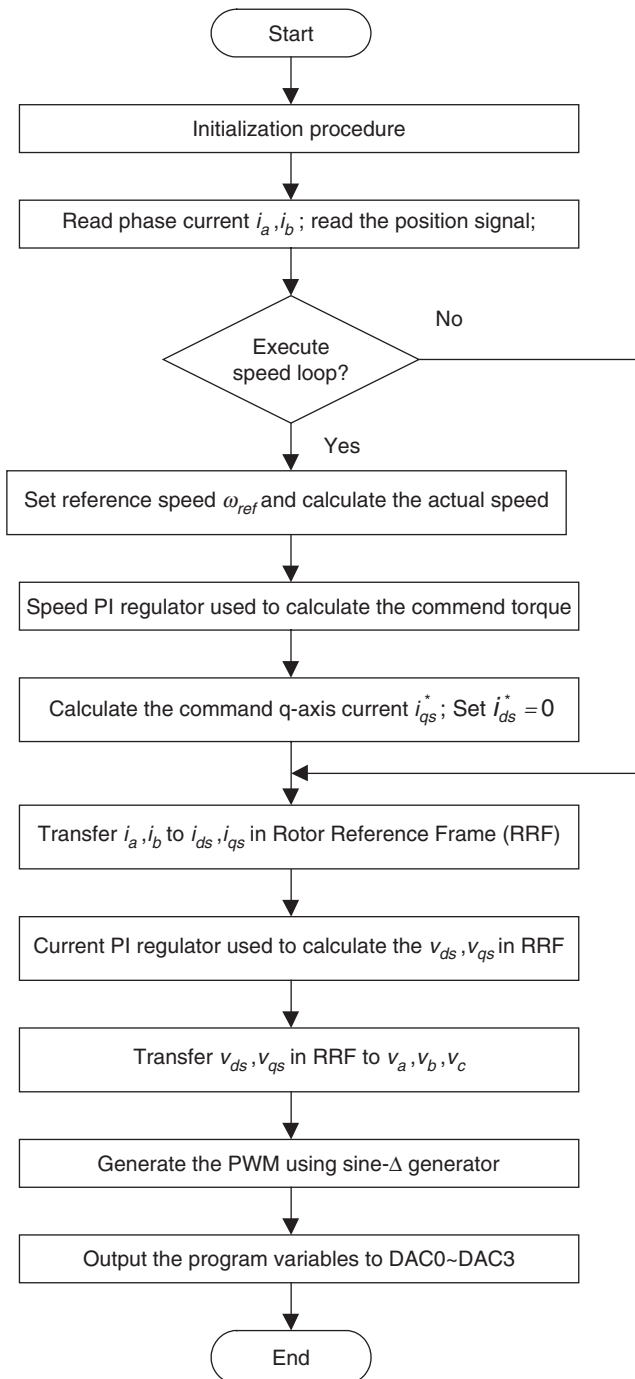 Start
Initialization procedure
Read phase current i_a, i_b; read the position signal;
No
Execute
speed loop?
Yes
Set reference speed ω_ref and calculate the actual speed
Speed PI regulator used to calculate the commend torque
Calculate the command q-axis current i*_qs; Set i*_ds = 0
Transfer i_a, i_b to i_ds, i_qs in Rotor Reference Frame (RRF)
Current PI regulator used to calculate the v_ds, v_qs in RRF
Transfer v_ds, v_qs in RRF to v_a, v_b, v_c
Generate the PWM using sine-Δ generator
Output the program variables to DAC0~DAC3
End